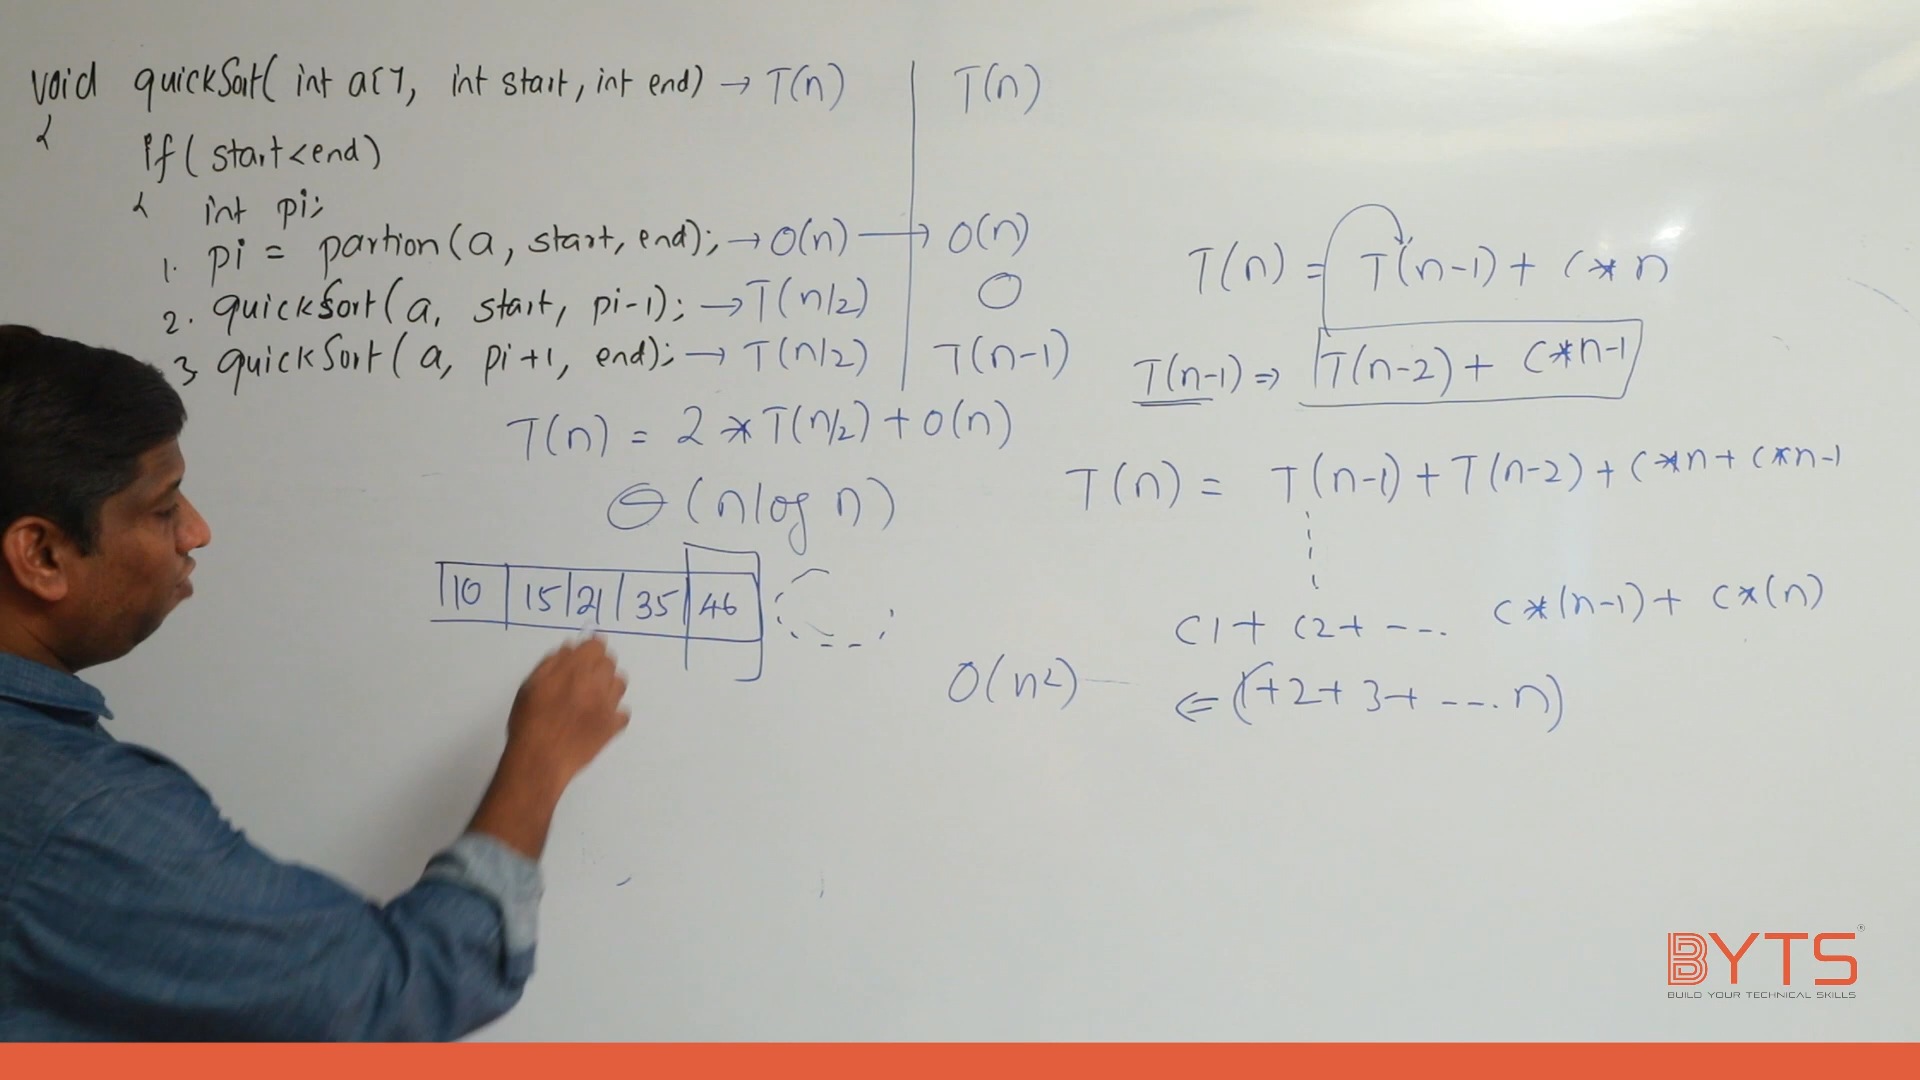 void quickSort( int a[], int start, int end) → T(n) T(n)
{
if( start<end)
{ int pi;
1. pi = partion(a, start, end); → O(n) → O(n)
2. quickSort(a, start, pi-1); → T(n/2) O
3 quickSort(a, pi+1, end); → T(n/2) T(n-1)
T(n) = 2 * T(n/2) + O(n)
θ(n log n)
10 15 21 35 46
T(n) = T(n-1) + C * n
T(n-1) ⇒ T(n-2) + C*n-1
T(n) = T(n-1) + T(n-2) + C*n + C*n-1
C1 + C2 + --- C*(n-1) + C*(n)
O(n2) ⇐ (1+2+3+ ---. n)
BYTS®
BUILD YOUR TECHNICAL SKILLS